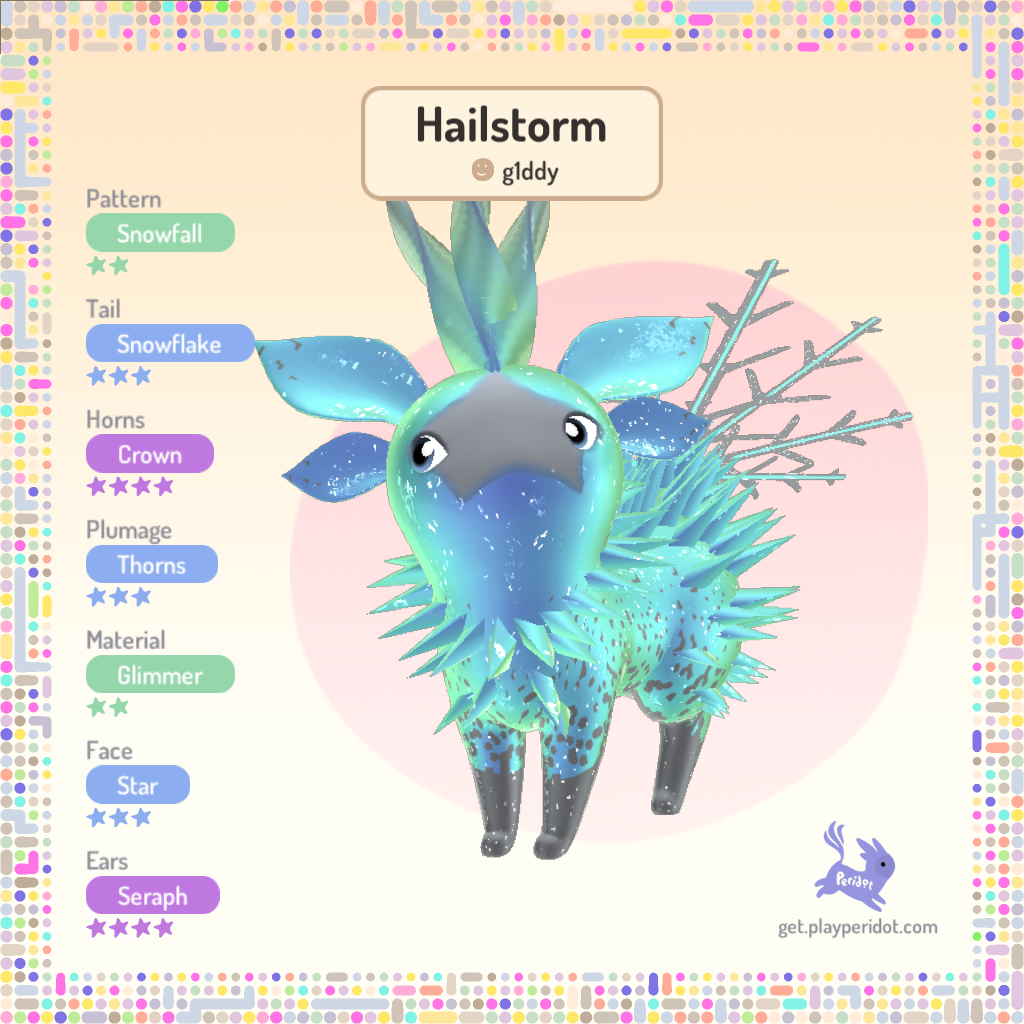 Hailstorm
g1ddy
Pattern
Snowfall
Tail
Snowflake
Horns
Crown
Plumage
Thorns
Material
Glimmer
Face
Star
Ears
Seraph
Peridot
get.playperidot.com